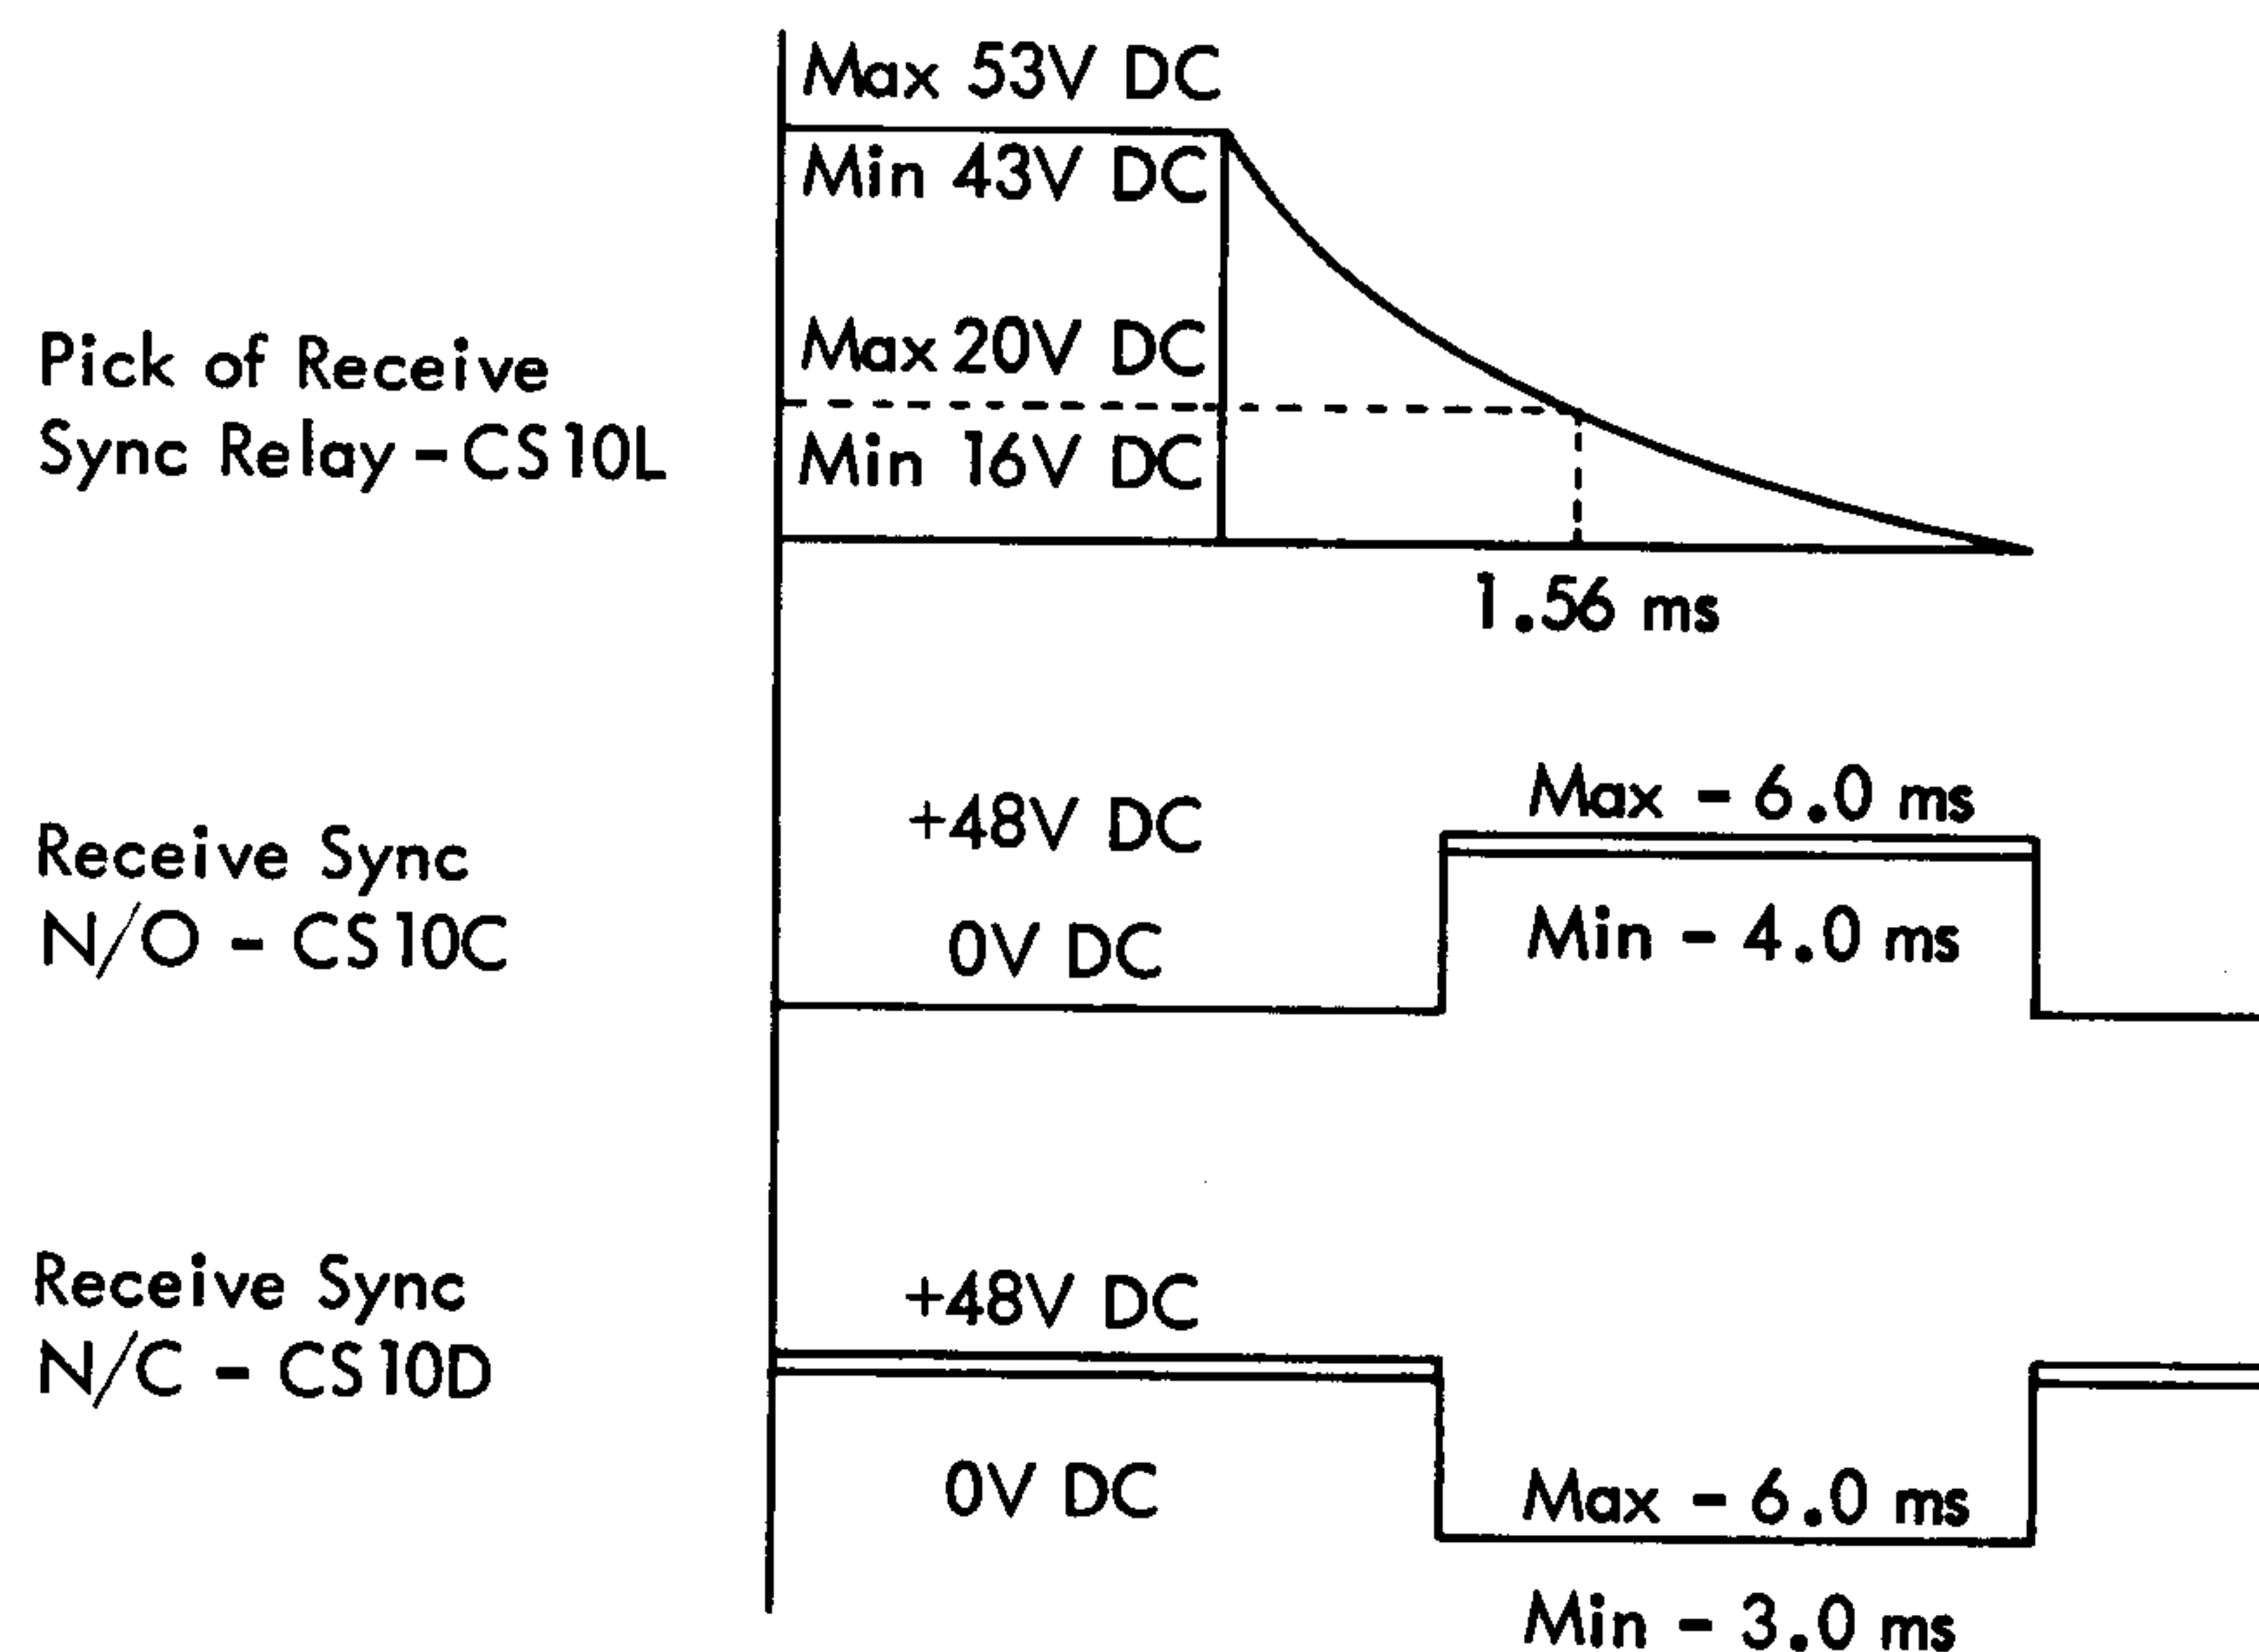 Max 53V DC
Min 43V DC
Max 20V DC
Min 16V DC
Pick of Receive
Sync Relay - CS10L
1.56 ms
Receive Sync
N/O - CS10C
+48V DC
0V DC
Max - 6.0 ms
Min - 4.0 ms
Receive Sync
N/C - CS10D
+48V DC
0V DC
Max - 6.0 ms
Min - 3.0 ms